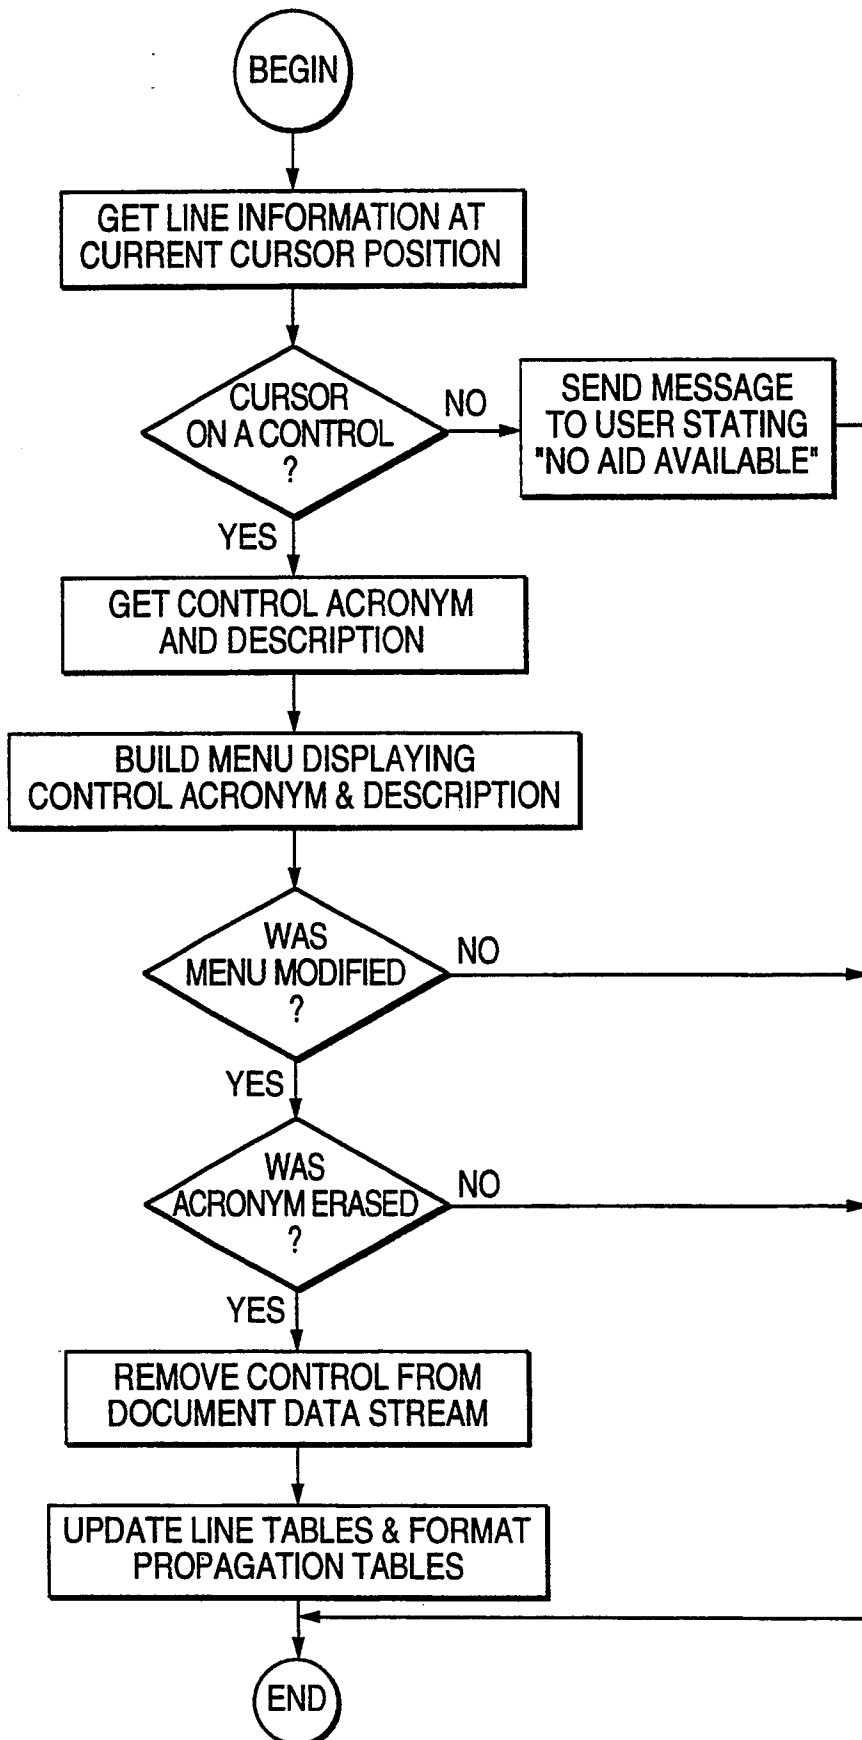 BEGIN
GET LINE INFORMATION AT
CURRENT CURSOR POSITION
CURSOR
ON A CONTROL
?
NO
SEND MESSAGE
TO USER STATING
"NO AID AVAILABLE"
YES
GET CONTROL ACRONYM
AND DESCRIPTION
BUILD MENU DISPLAYING
CONTROL ACRONYM & DESCRIPTION
WAS
MENU MODIFIED
?
NO
YES
WAS
ACRONYM ERASED
?
NO
YES
REMOVE CONTROL FROM
DOCUMENT DATA STREAM
UPDATE LINE TABLES & FORMAT
PROPAGATION TABLES
END